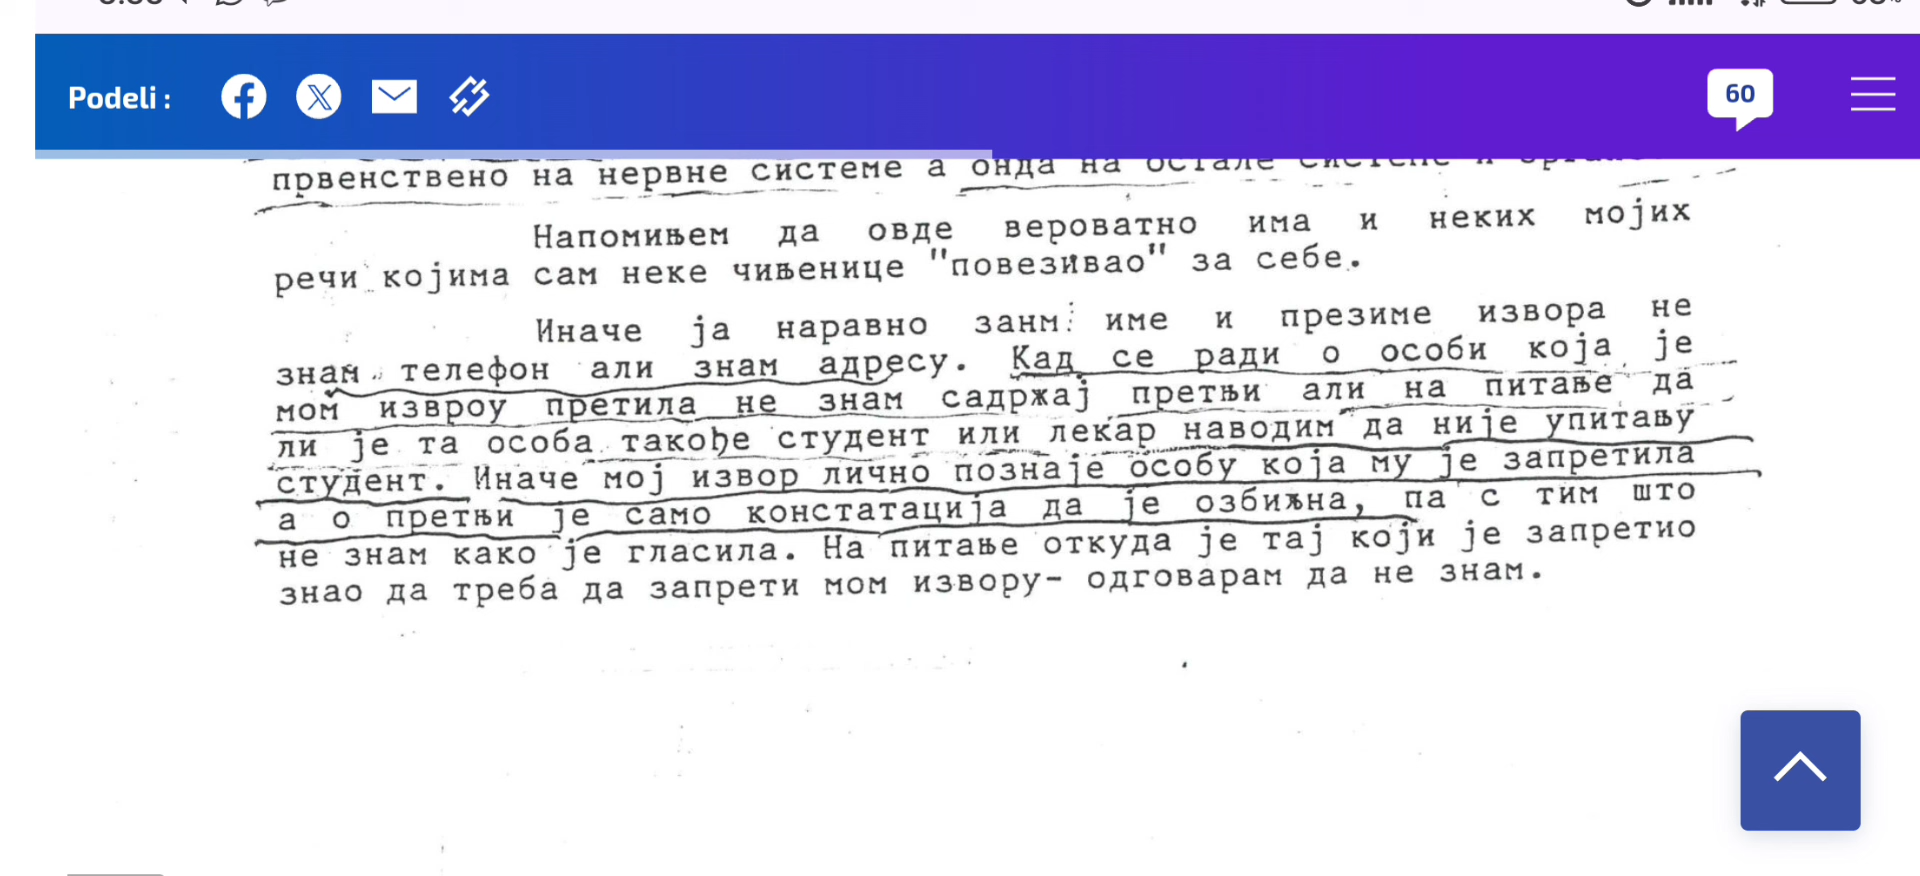 Podeli :
60
првенствено на нервне системе а онда на остале системе и
Напомињем да овде вероватно има и неких мојих
речи којима сам неке чињенице "повезивао" за себе.
Иначе ја наравно занм име и презиме извора не
знам телефон али знам адресу. Кад се ради о особи која је
мом извроу претила не знам садржај претњи али на питање да
ли је та особа такође студент или лекар наводим да није упитању
студент. Иначе мој извор лично познаје особу која му је запретила
а о претњи је само констатација да је озбиљна, па с тим што
не знам како је гласила. На питање откуда је тај који је запретио
знао да треба да запрети мом извору- одговарам да не знам.